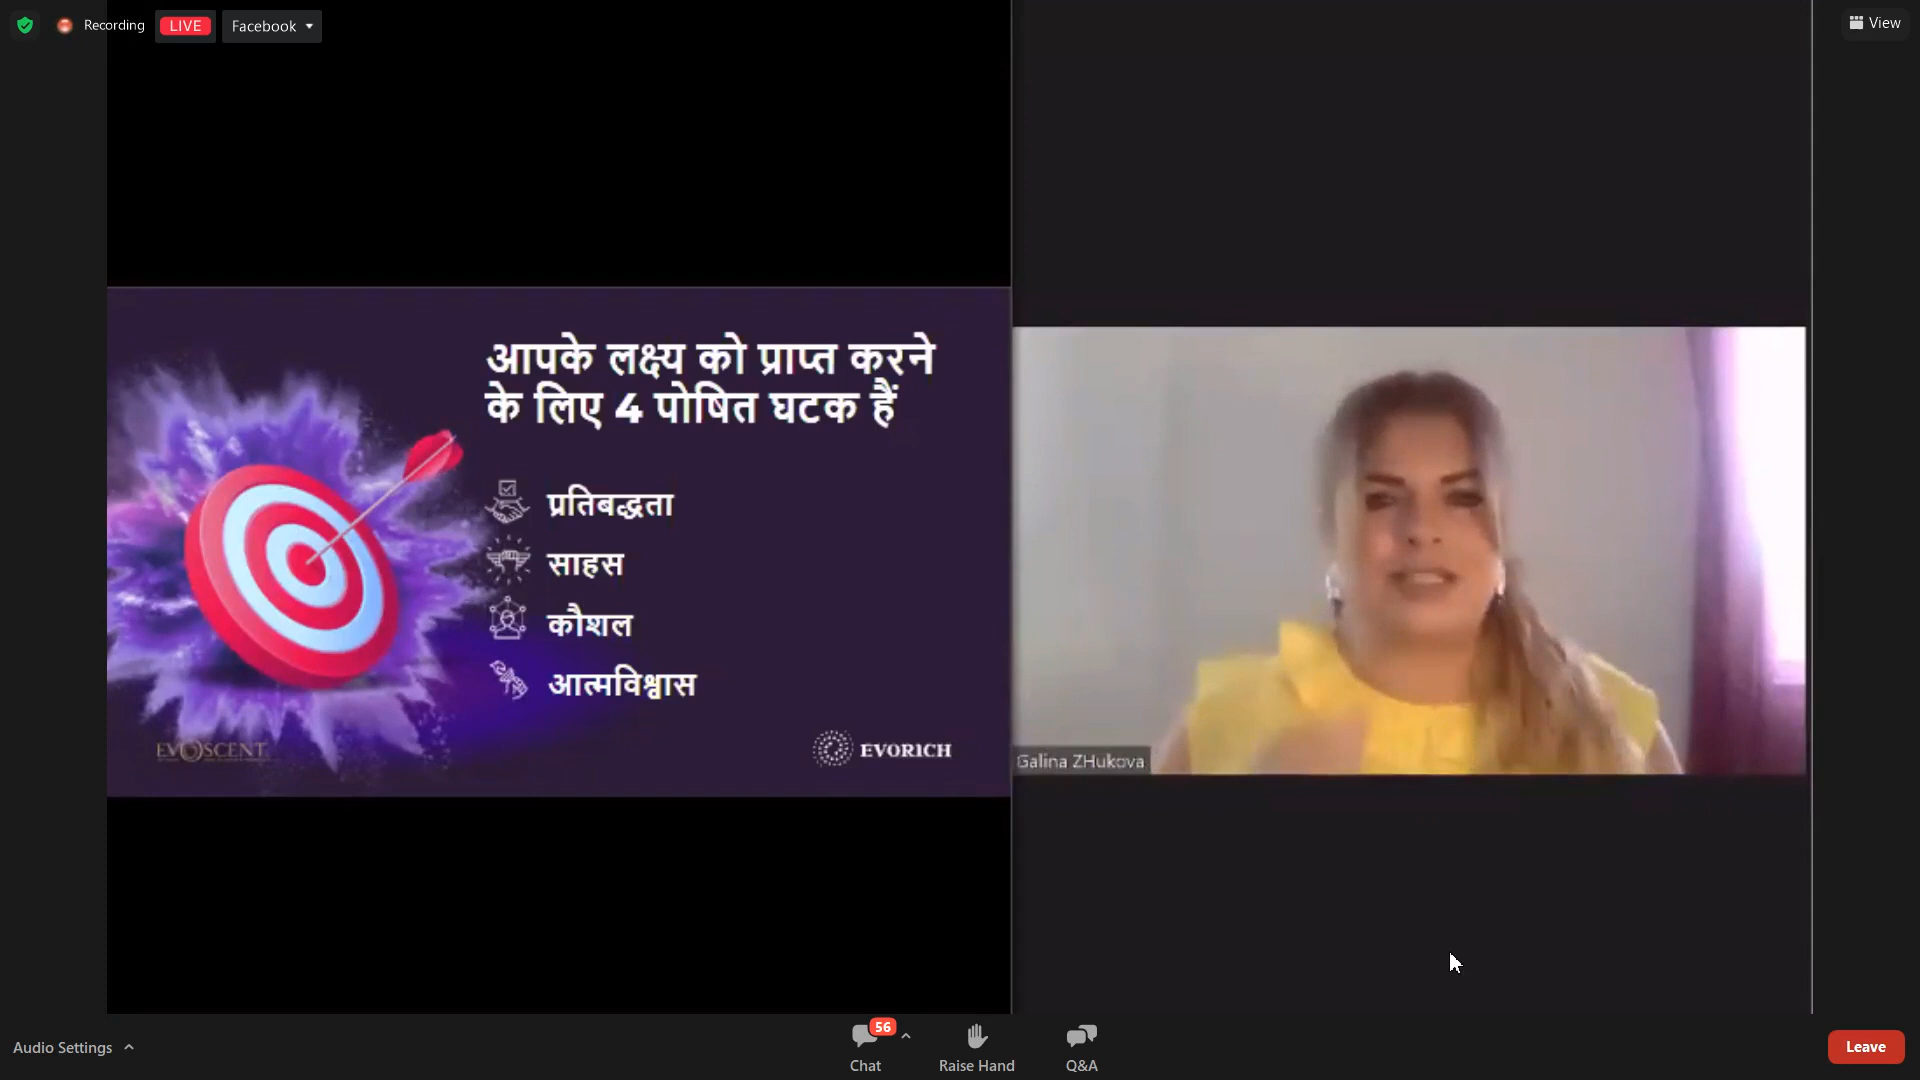 Recording
LIVE
Facebook
View
आपके लक्ष्य को प्राप्त करने
के लिए 4 पोषित घटक हैं
प्रतिबद्धता
साहस
कौशल
आत्मविश्वास
EVOSCENT
EVORICH
Galina ZHukova
Audio Settings
56
Chat
Raise Hand
Q&A
Leave